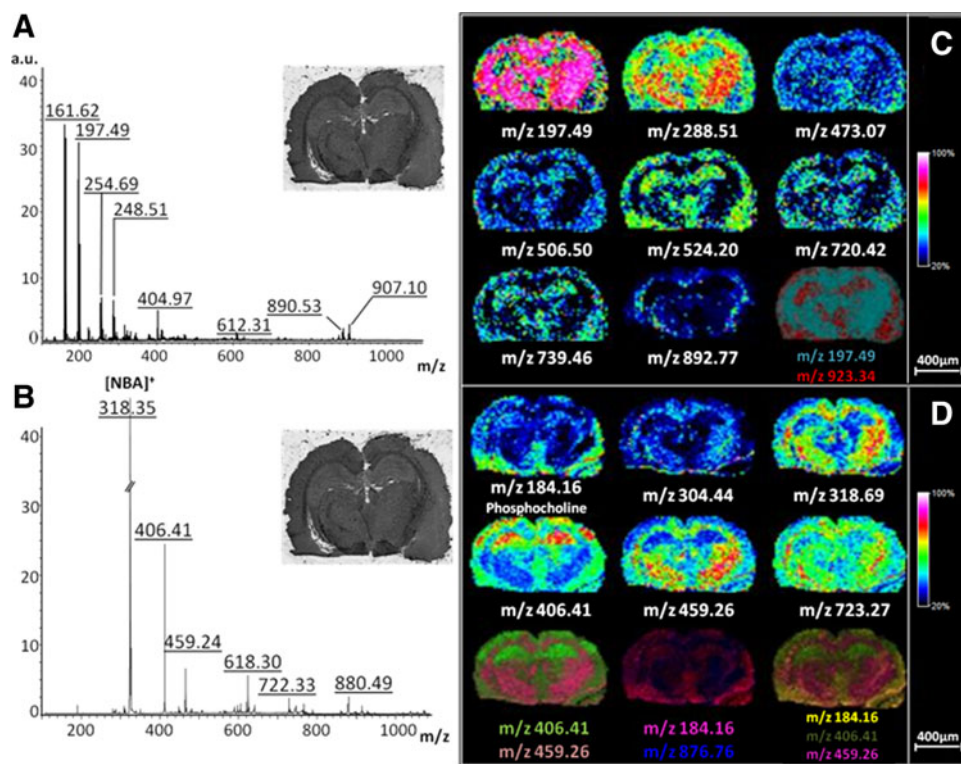 A
a.u.
40
30
20
10
0
161.62
197.49
254.69
248.51
404.97
612.31
890.53
907.10
200 400 600 800 1000
m/z
B
[NBA]⁺
318.35
40
30
20
10
0
406.41
459.24
618.30
722.33
880.49
200 400 600 800 1000
m/z
C
m/z 197.49 m/z 288.51 m/z 473.07
m/z 506.50 m/z 524.20 m/z 720.42
m/z 739.46 m/z 892.77 m/z 197.49
m/z 923.34
100%
20%
400µm
D
m/z 184.16
Phosphocholine
m/z 304.44 m/z 318.69
m/z 406.41 m/z 459.26 m/z 723.27
m/z 406.41 m/z 184.16 m/z 184.16
m/z 406.41
m/z 459.26 m/z 876.76 m/z 459.26
100%
20%
400µm